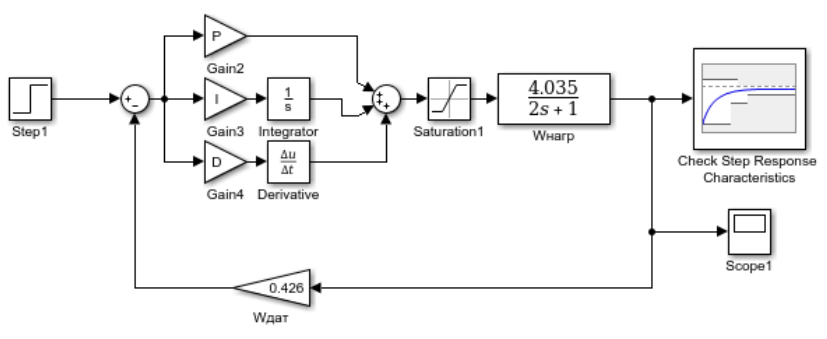 P
Gain2
Step1
+
−
I
Gain3
1
s
Integrator
+
+
+
Saturation1
4.035
2s + 1
Wнагр
Check Step Response
Characteristics
D
Gain4
Δu
Δt
Derivative
Scope1
0.426
Wдат